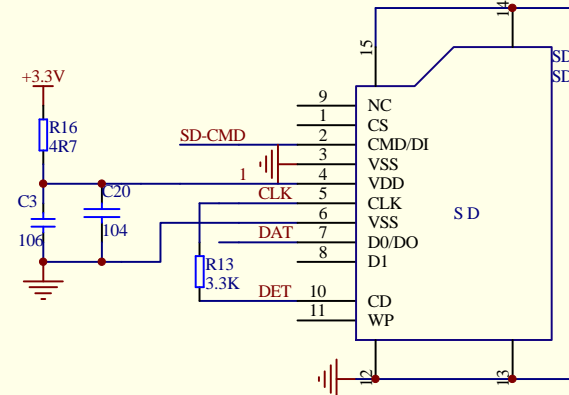 14
15
SD
SD
+3.3V
R16
4R7
9 NC
1 CS
SD-CMD 2 CMD/DI
3 VSS
1 4 VDD
C3
C20
CLK 5 CLK
6 VSS
SD
106
104
DAT 7 D0/DO
8 D1
R13
3.3K
DET 10 CD
11 WP
12
13